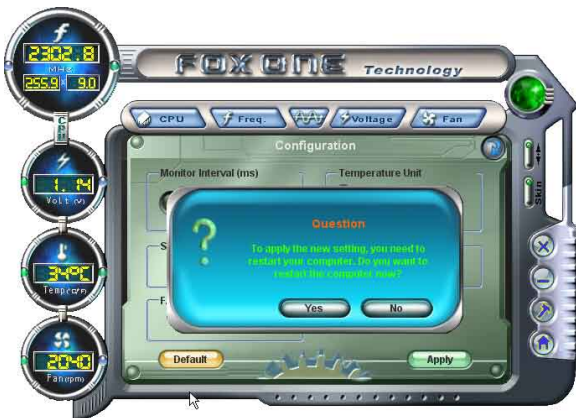 2302.8
MHz
255.9 x 9.0
CPU
1.14
Volt (V)
34°C
Temp(°C/°F)
2040
Fan(rpm)
FOX ONE Technology
CPU
Freq.
Voltage
Fan
Configuration
Monitor Interval (ms)
Temperature Unit
Question
To apply the new setting, you need to
restart your computer. Do you want to
restart the computer now?
Yes
No
S
F
Default
Apply
Skin